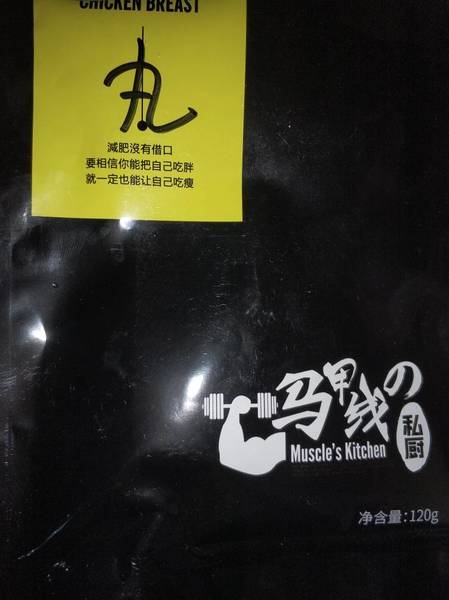 CHICKEN BREAST
丸
減肥沒有借口
要相信你能把自己吃胖
就一定也能让自己吃瘦
马甲线の
私厨
Muscle's Kitchen
净含量:120g